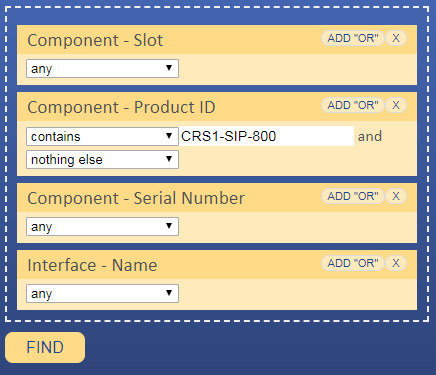 Component - Slot ADD "OR" X
any
Component - Product ID ADD "OR" X
contains CRS1-SIP-800 and
nothing else
Component - Serial Number ADD "OR" X
any
Interface - Name ADD "OR" X
any
FIND